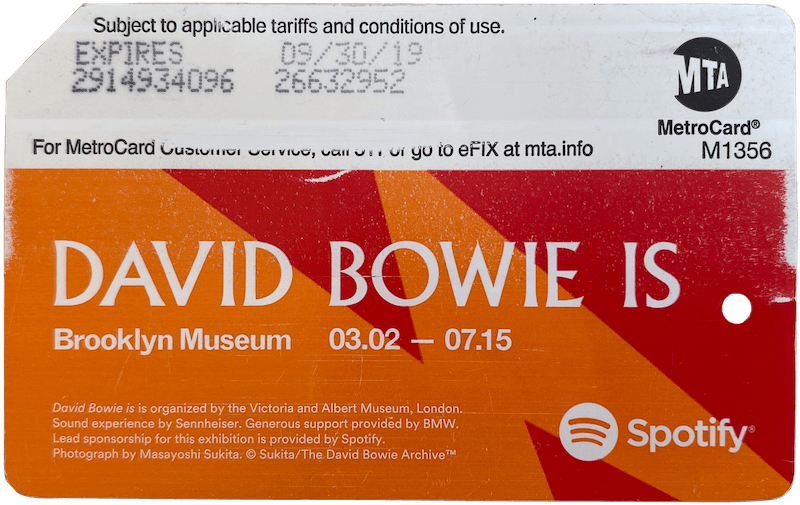 Subject to applicable tariffs and conditions of use.
EXPIRES 09/30/19
2914934096 26632952
MTA
MetroCard®
For MetroCard Customer Service, call 511 or go to eFIX at mta.info
M1356
DAVID BOWIE IS
Brooklyn Museum 03.02 — 07.15
David Bowie is is organized by the Victoria and Albert Museum, London.
Sound experience by Sennheiser. Generous support provided by BMW.
Lead sponsorship for this exhibition is provided by Spotify.
Photograph by Masayoshi Sukita. © Sukita/The David Bowie Archive™
Spotify®